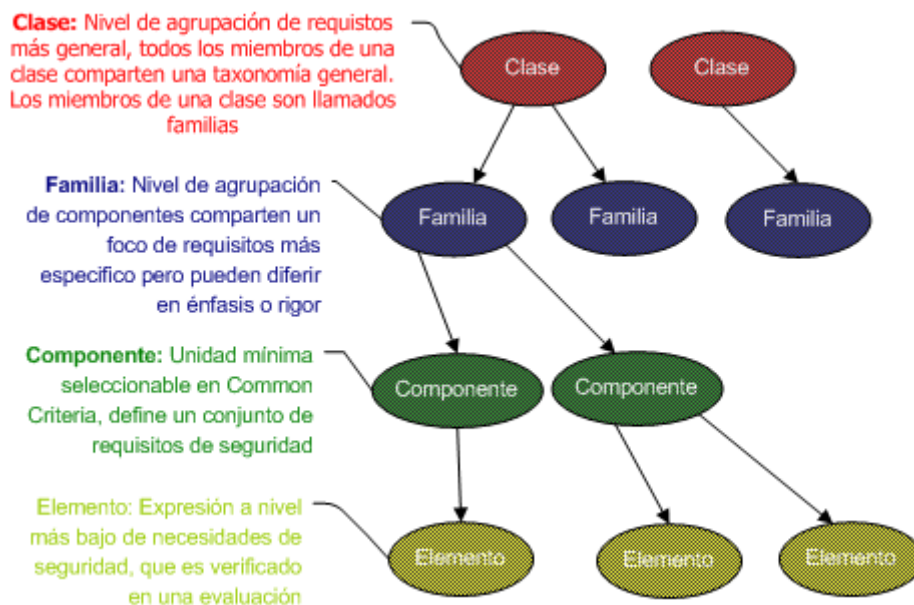 Clase: Nivel de agrupación de requistos
más general, todos los miembros de una
clase comparten una taxonomía general.
Los miembros de una clase son llamados
familias
Clase
Clase
Familia: Nivel de agrupación
de componentes comparten un
foco de requisitos más
especifico pero pueden diferir
en énfasis o rigor
Familia
Familia
Familia
Componente: Unidad mínima
seleccionable en Common
Criteria, define un conjunto de
requisitos de seguridad
Componente
Componente
Elemento: Expresión a nivel
más bajo de necesidades de
seguridad, que es verificado
en una evaluación
Elemento
Elemento
Elemento